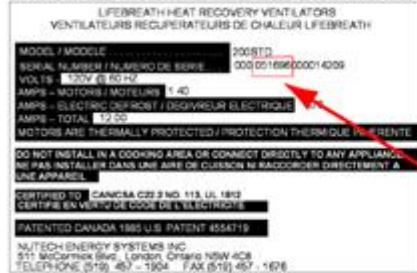 LIFEBREATH HEAT RECOVERY VENTILATORS
VENTILATEURS RECUPERATEURS DE CHALEUR LIFEBREATH
MODEL / MODELE 200STD
SERIAL NUMBER / NUMERO DE SERIE 000 051696 000014209
VOLTS 120V @ 60 HZ
AMPS - MOTORS / MOTEURS 1.40
AMPS - ELECTRIC DEFROST / DEGIVREUR ELECTRIQUE
AMPS - TOTAL 12.00
MOTORS ARE THERMALLY PROTECTED / PROTECTION THERMIQUE INHERENTE
DO NOT INSTALL IN A COOKING AREA OR CONNECT DIRECTLY TO ANY APPLIANCE
NE PAS INSTALLER DANS UNE AIRE DE CUISSON NI RACCORDER DIRECTEMENT A
UNE APPAREIL
CERTIFIED TO CAN/CSA C22.2 NO. 113, UL 1812
CERTIFIE EN VERTU DE CODE DE L'ELECTRICITE
PATENTED CANADA 1985 U.S. PATENT 4554719
NUTECH ENERGY SYSTEMS INC
511 McCormick Blvd., London, Ontario N5W 4C8
TELEPHONE (519) 457 - 1904 FAX (519) 457 - 1676